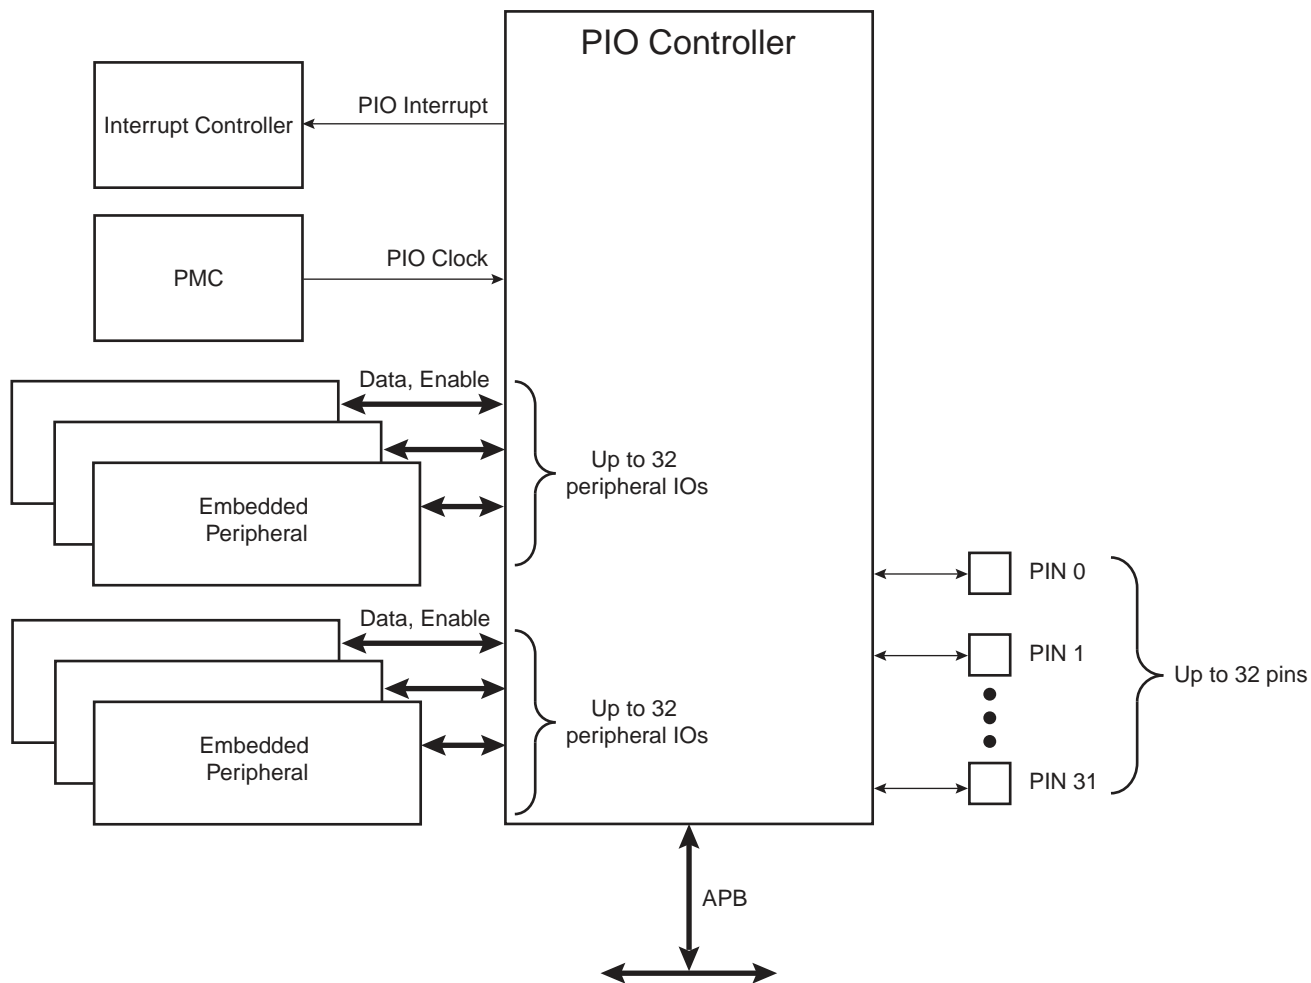 PIO Controller
PIO Interrupt
Interrupt Controller
PIO Clock
PMC
Data, Enable
Up to 32
peripheral IOs
Embedded
Peripheral
PIN 0
Data, Enable
PIN 1
Up to 32 pins
Up to 32
peripheral IOs
Embedded
Peripheral
PIN 31
APB